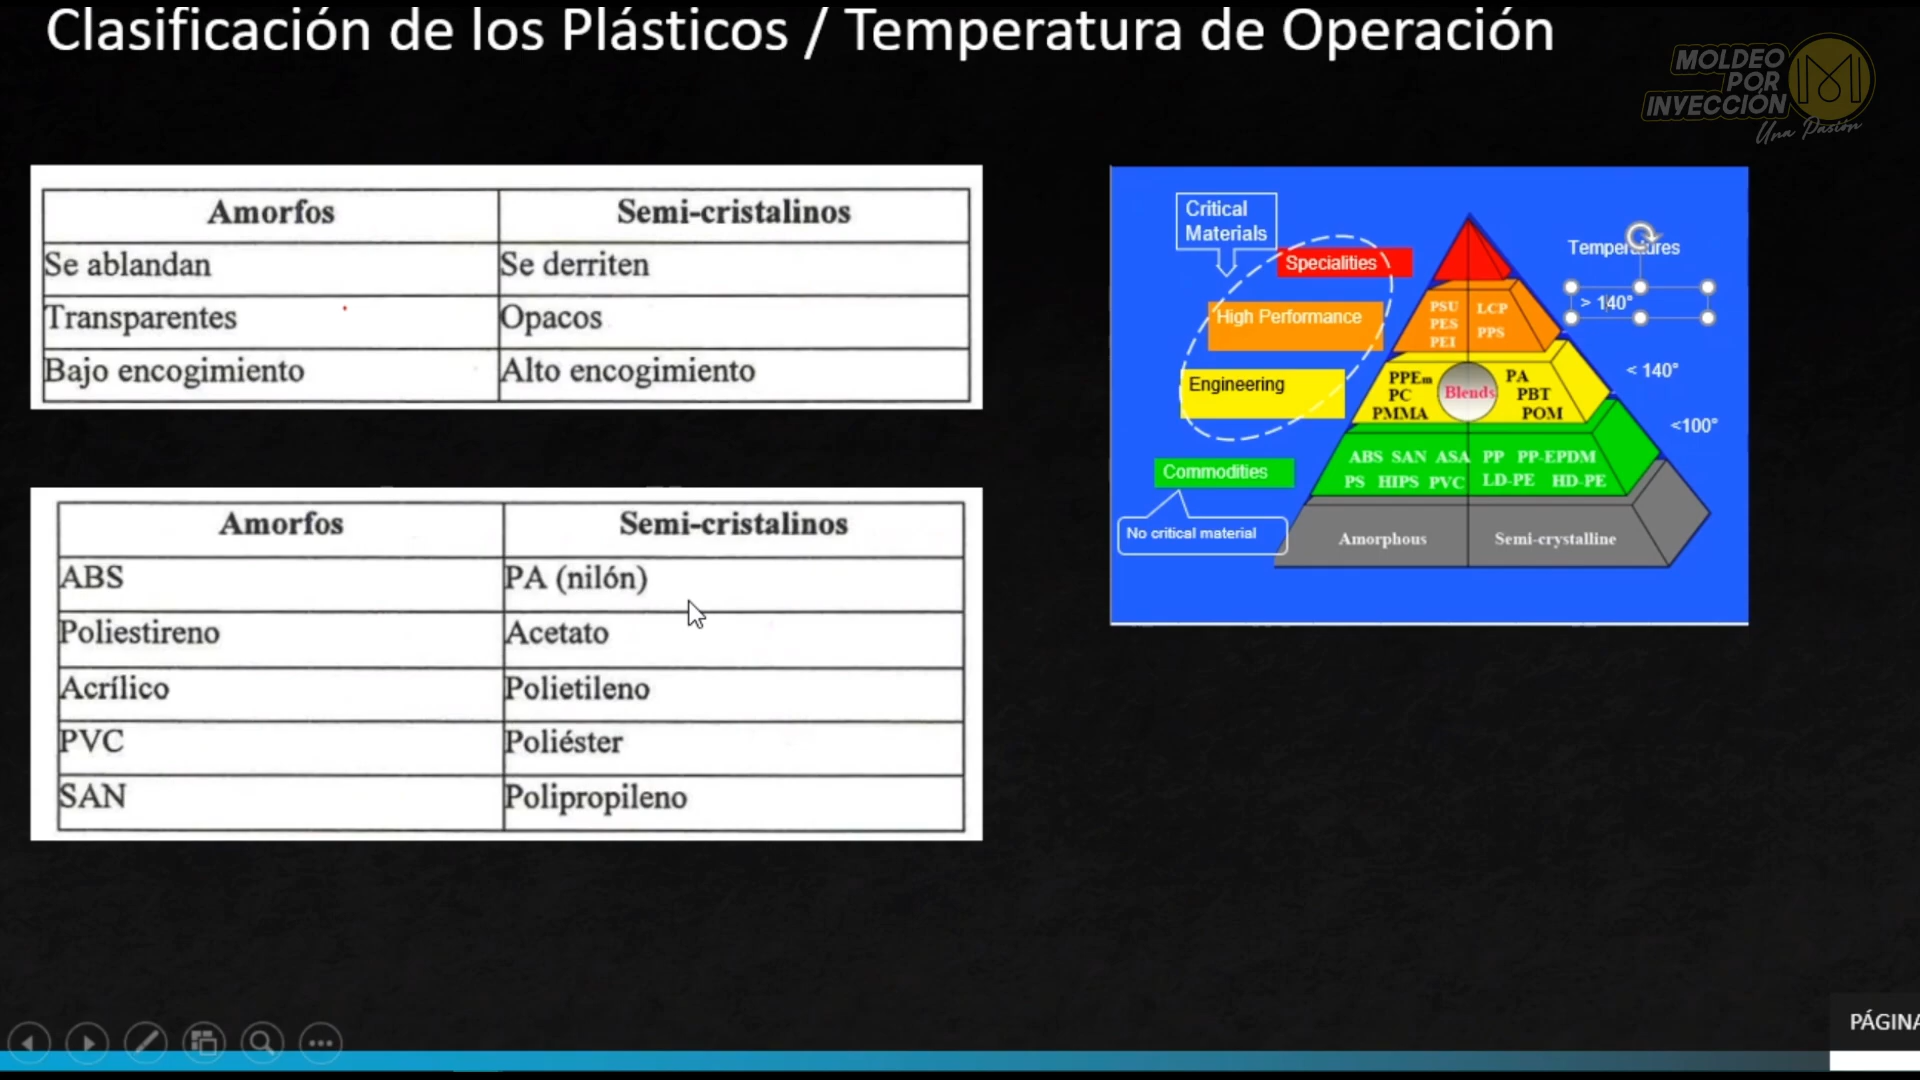 Clasificación de los Plásticos / Temperatura de Operación
MOLDEO
POR
INYECCIÓN
Una Pasión
Amorfos Semi-cristalinos
Se ablandan Se derriten
Transparentes Opacos
Bajo encogimiento Alto encogimiento
Amorfos Semi-cristalinos
ABS PA (nilón)
Poliestireno Acetato
Acrílico Polietileno
PVC Poliéster
SAN Polipropileno
Critical
Materials
Specialities
High Performance
Engineering
Commodities
No critical material
Temperatures
> 140°
< 140°
<100°
PSU LCP
PES PPS
PEI
PPEm PA
PC Blends PBT
PMMA POM
ABS SAN ASA PP PP-EPDM
PS HIPS PVC LD-PE HD-PE
Amorphous Semi-crystalline
PÁGINA